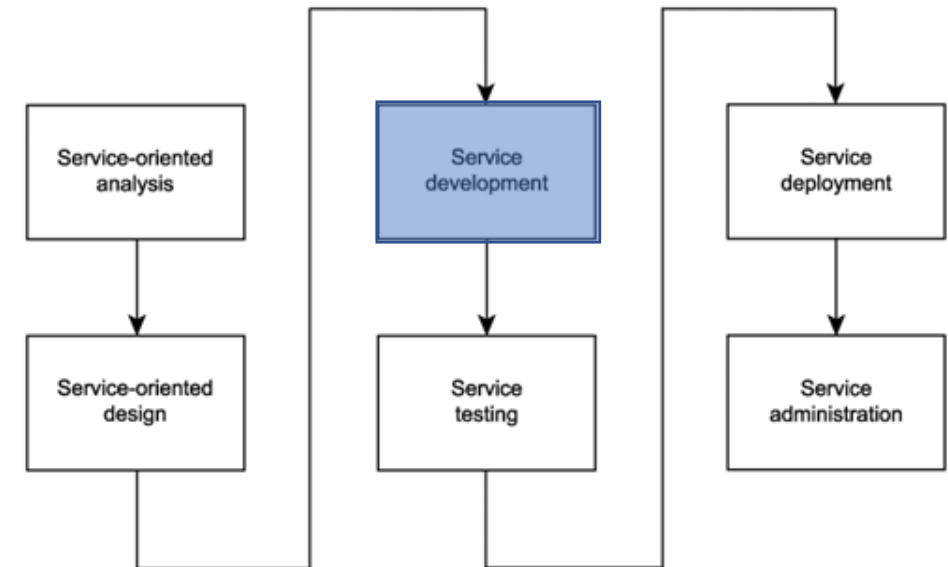 Service-oriented
analysis
Service-oriented
design
Service
development
Service
testing
Service
deployment
Service
administration